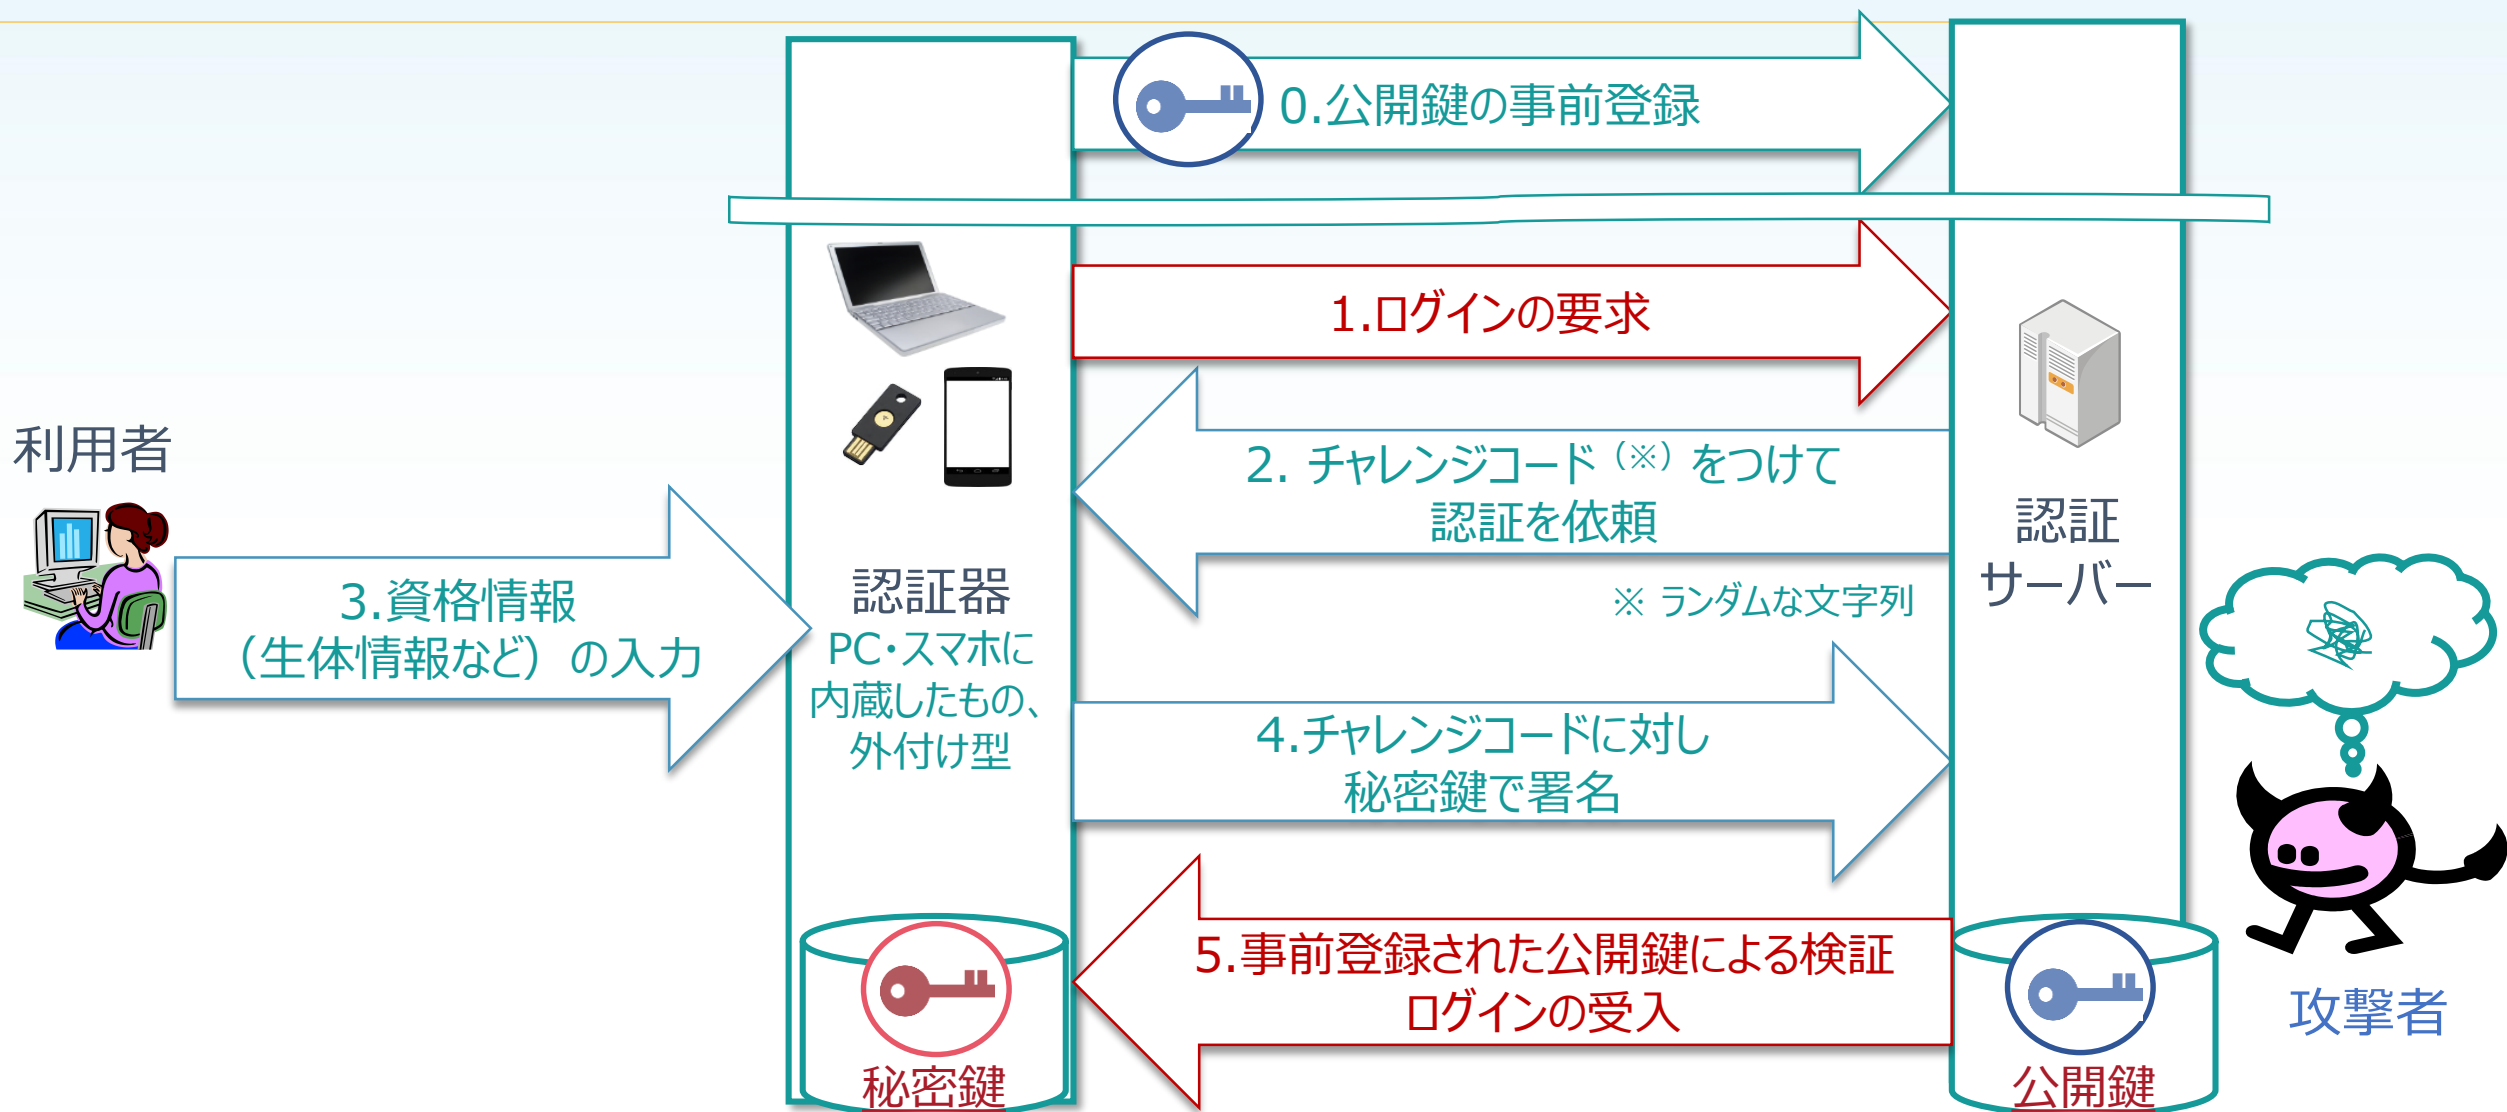 0.公開鍵の事前登録
1.ログインの要求
利用者
2. チャレンジコード（※）をつけて
認証を依頼
※ ランダムな文字列
認証
サーバー
3.資格情報
（生体情報など）の入力
認証器
PC・スマホに
内蔵したもの、
外付け型
4.チャレンジコードに対し
秘密鍵で署名
5.事前登録された公開鍵による検証
ログインの受入
攻撃者
秘密鍵
公開鍵